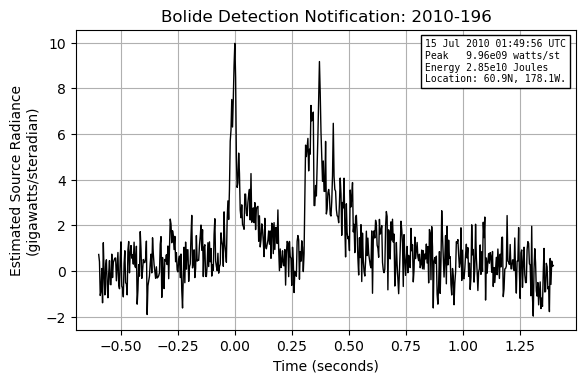 Bolide Detection Notification: 2010-196
15 Jul 2010 01:49:56 UTC
Peak   9.96e09 watts/st
Energy 2.85e10 Joules
Location: 60.9N, 178.1W.
Estimated Source Radiance
(gigawatts/steradian)
10
8
6
4
2
0
−2
−0.50 −0.25 0.00 0.25 0.50 0.75 1.00 1.25
Time (seconds)